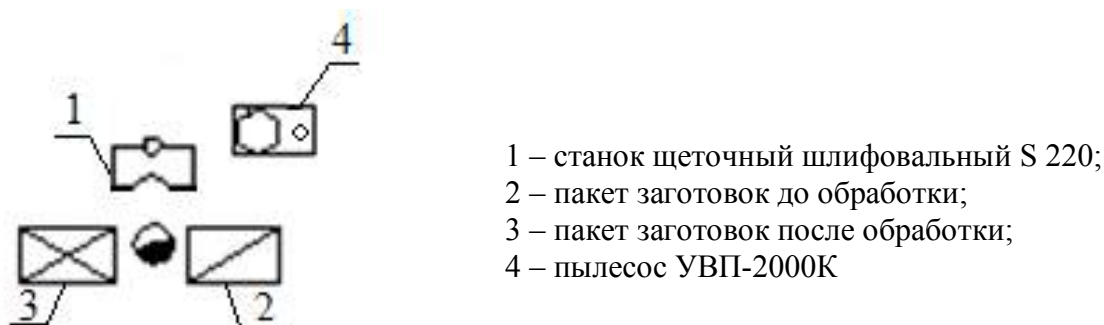 4
1
1 – станок щеточный шлифовальный S 220;
2 – пакет заготовок до обработки;
3 – пакет заготовок после обработки;
4 – пылесос УВП-2000К
3 2